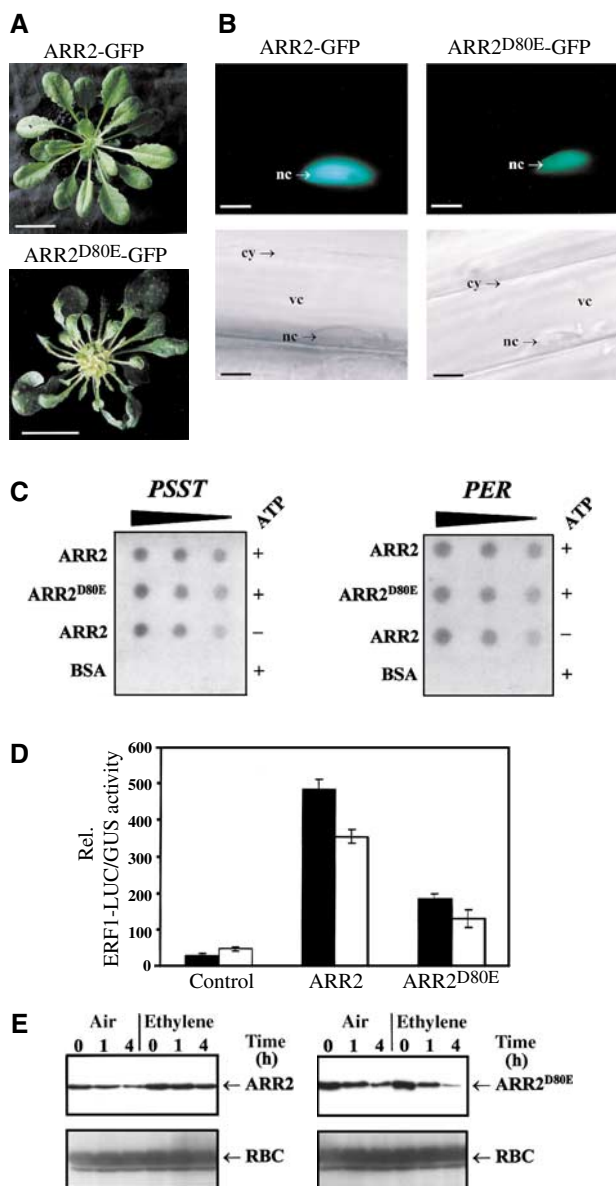 A
ARR2-GFP
ARR2D80E-GFP
B
ARR2-GFP
ARR2D80E-GFP
nc →
nc →
cy →
vc
nc →
cy →
vc
nc →
C
PSST
ATP
ARR2 +
ARR2D80E +
ARR2 −
BSA +
PER
ATP
ARR2 +
ARR2D80E +
ARR2 −
BSA +
D
Rel.
ERF1-LUC/GUS activity
600
500
400
300
200
100
0
Control ARR2 ARR2D80E
E
Air Ethylene Time
0 1 4 0 1 4 (h)
← ARR2
← RBC
Air Ethylene Time
0 1 4 0 1 4 (h)
← ARR2D80E
← RBC